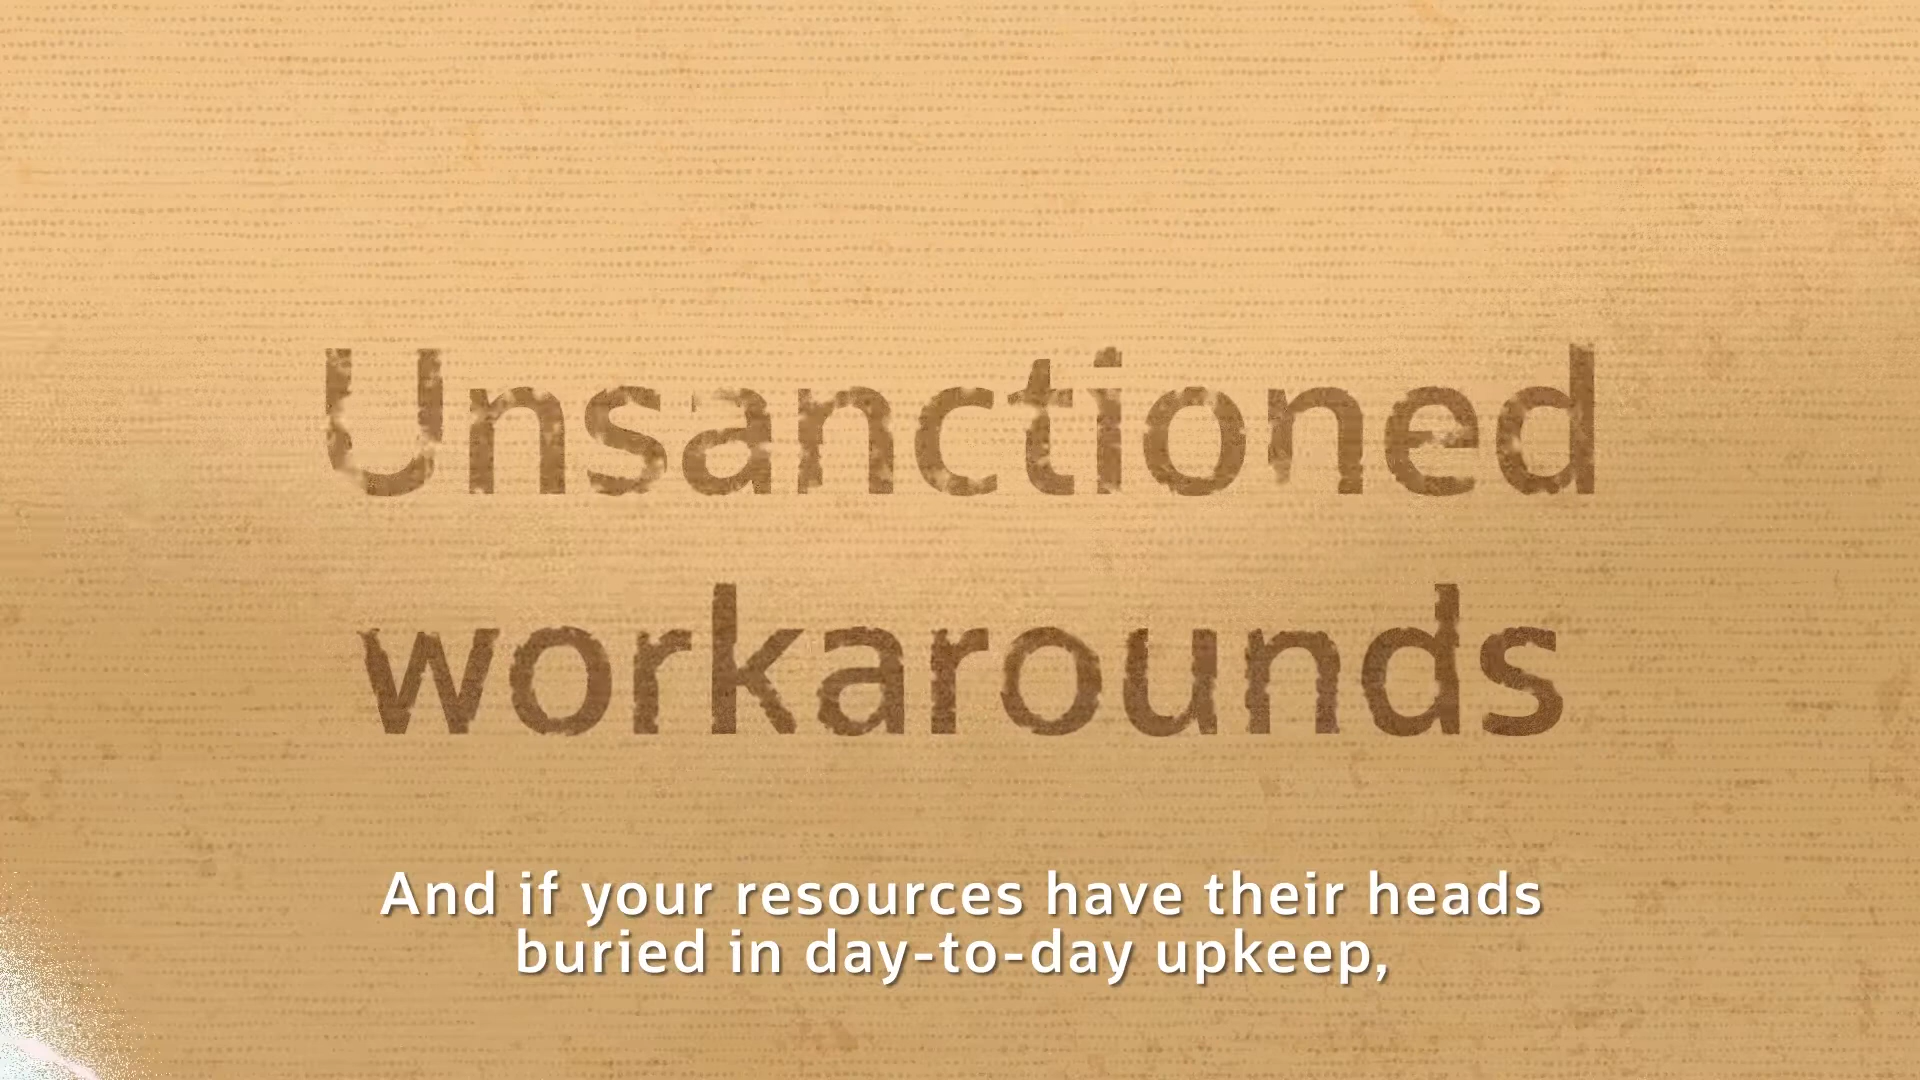 Unsanctioned
workarounds
And if your resources have their heads
buried in day-to-day upkeep,